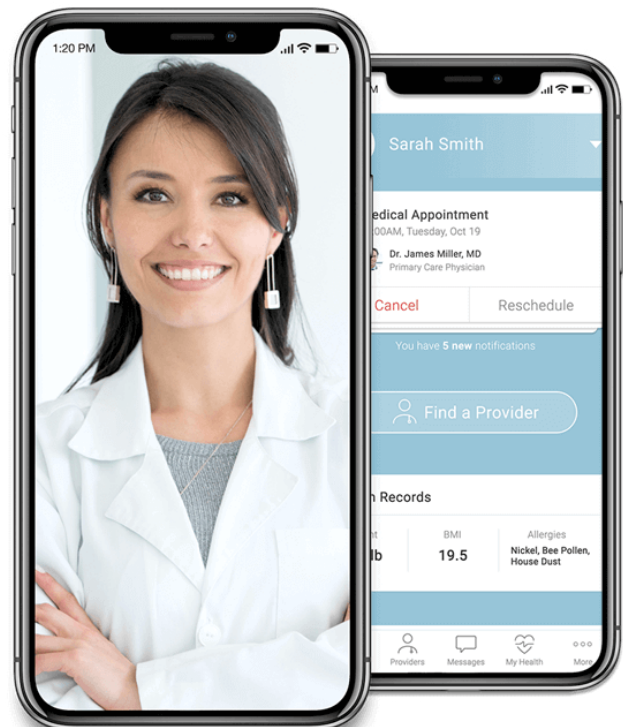 1:20 PM
M
Sarah Smith
edical Appointment
:00AM, Tuesday, Oct 19
Dr. James Miller, MD
Primary Care Physician
Cancel
Reschedule
You have 5 new notifications
Find a Provider
Records
BMI
Allergies
lb
19.5
Nickel, Bee Pollen,
House Dust
Providers
Messages
My Health
More